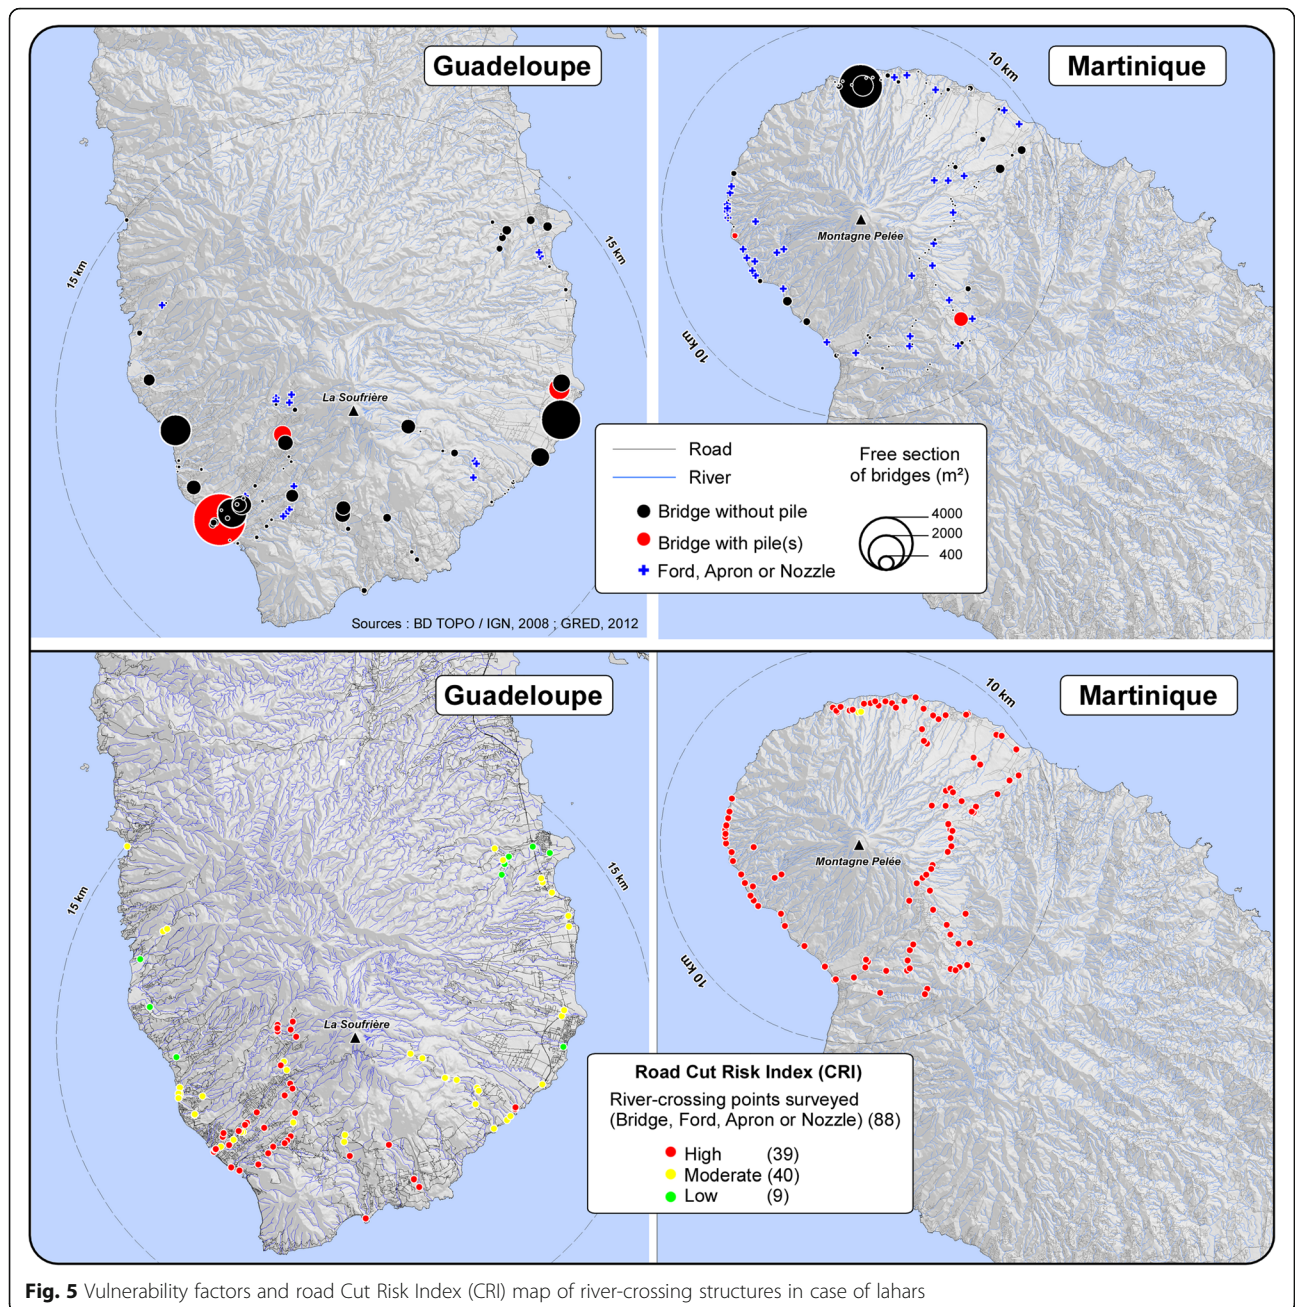 Guadeloupe
Martinique
10 km
15 km
15 km
Montagne Pelée
10 km
La Soufrière
Road
River
Bridge without pile
Bridge with pile(s)
Ford, Apron or Nozzle
Free section
of bridges (m²)
4000
2000
400
Sources : BD TOPO / IGN, 2008 ; GRED, 2012
Guadeloupe
Martinique
10 km
15 km
15 km
Montagne Pelée
10 km
La Soufrière
Road Cut Risk Index (CRI)
River-crossing points surveyed
(Bridge, Ford, Apron or Nozzle) (88)
High (39)
Moderate (40)
Low (9)
Fig. 5 Vulnerability factors and road Cut Risk Index (CRI) map of river-crossing structures in case of lahars